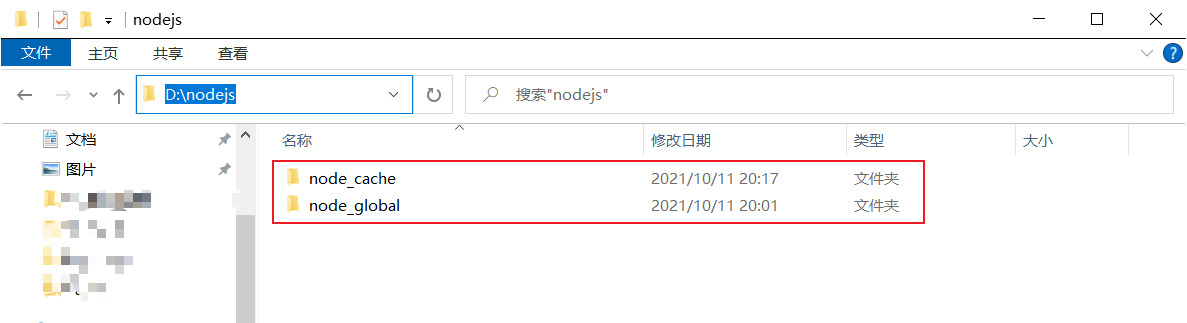 nodejs
文件 主页 共享 查看
D:\nodejs 搜索"nodejs"
名称 修改日期 类型 大小
文档
图片
node_cache 2021/10/11 20:17 文件夹
node_global 2021/10/11 20:01 文件夹